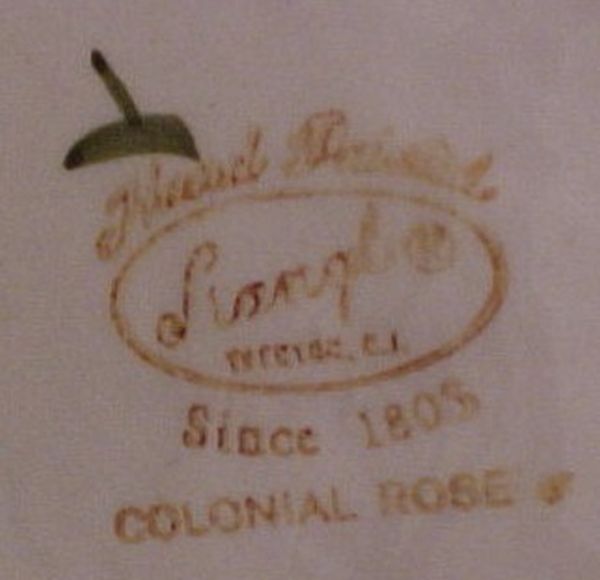 Hand Painted
Stangl ®
Since 1805
COLONIAL ROSE